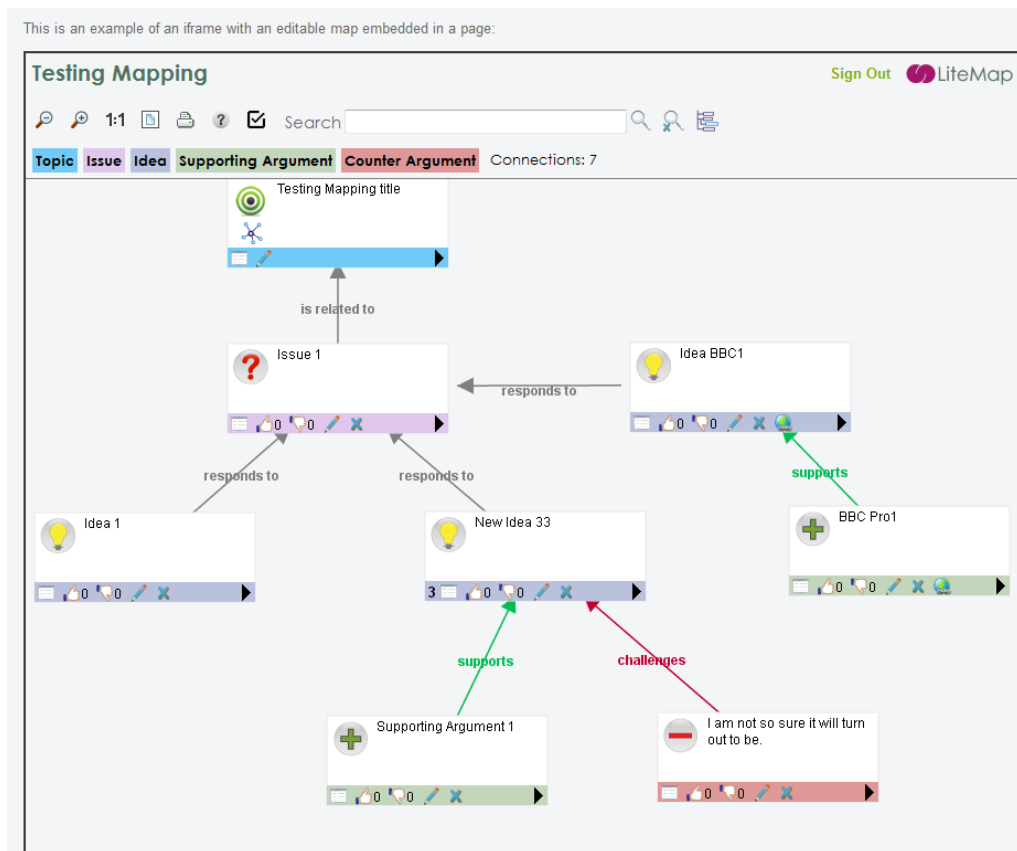 This is an example of an iframe with an editable map embedded in a page:
Testing Mapping
Sign Out LiteMap
1:1 ? Search
Topic Issue Idea Supporting Argument Counter Argument Connections: 7
Testing Mapping title
is related to
? Issue 1
0 0
Idea BBC1
0 0
responds to
responds to
responds to
supports
Idea 1
0 0
New Idea 33
3 0 0
BBC Pro1
0 0
supports
challenges
Supporting Argument 1
0 0
I am not so sure it will turn
out to be.
0 0